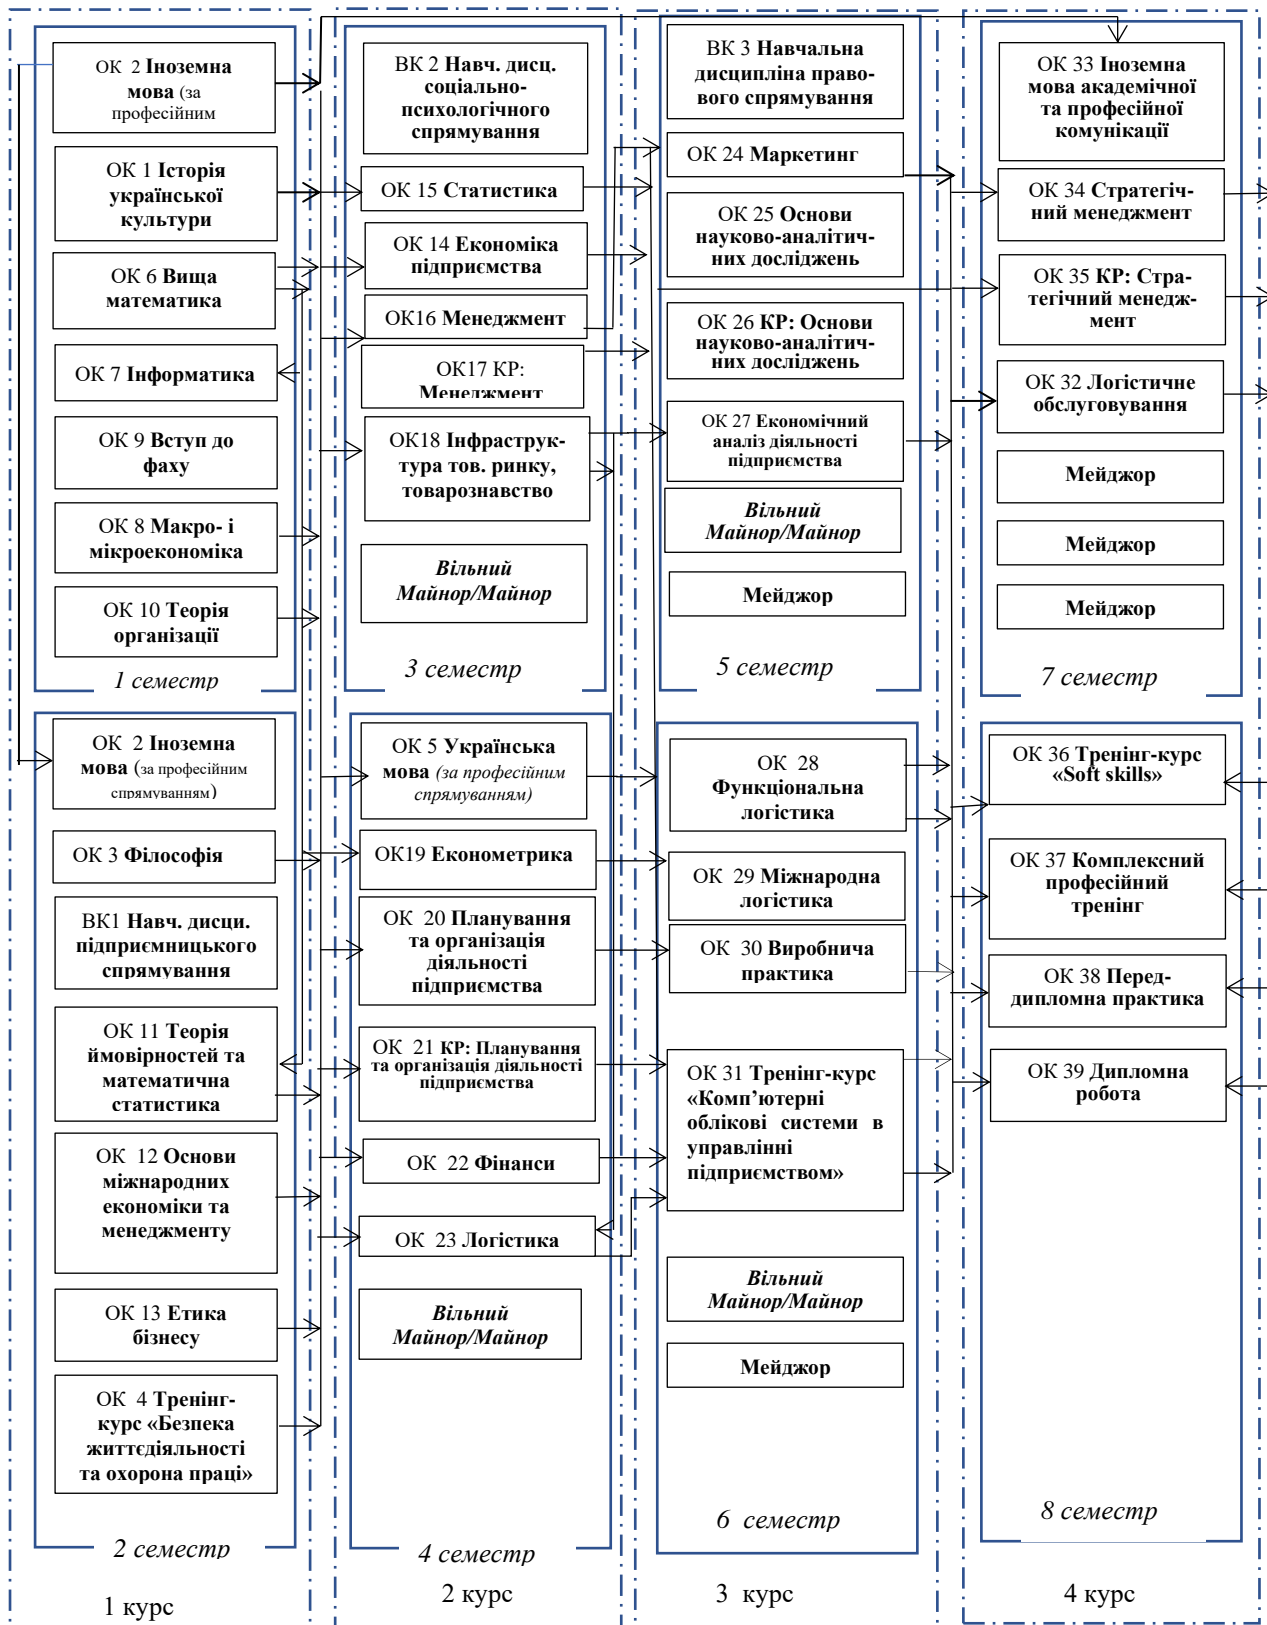 ОК 2 Іноземна
мова (за
професійним
ОК 1 Історія
української
культури
ОК 6 Вища
математика
ОК 7 Інформатика
ОК 9 Вступ до
фаху
ОК 8 Макро- і
мікроекономіка
ОК 10 Теорія
організації
1 семестр
ОК 2 Іноземна
мова (за професійним
спрямуванням)
ОК 3 Філософія
ВК1 Навч. дисци.
підприємницького
спрямування
ОК 11 Теорія
ймовірностей та
математична
статистика
ОК 12 Основи
міжнародних
економіки та
менеджменту
ОК 13 Етика
бізнесу
ОК 4 Тренінг-
курс «Безпека
життєдіяльності
та охорона праці»
2 семестр
1 курс
ВК 2 Навч. дисц.
соціально-
психологічного
спрямування
ОК 15 Статистика
ОК 14 Економіка
підприємства
ОК16 Менеджмент
ОК17 КР:
Менеджмент
ОК18 Інфраструк-
тура тов. ринку,
товарознавство
Вільний
Майнор/Майнор
3 семестр
ОК 5 Українська
мова (за професійним
спрямуванням)
ОК19 Економетрика
ОК 20 Планування
та організація
діяльності
підприємства
ОК 21 КР: Планування
та організація діяльності
підприємства
ОК 22 Фінанси
ОК 23 Логістика
Вільний
Майнор/Майнор
4 семестр
2 курс
ВК 3 Навчальна
дисципліна право-
вого спрямування
ОК 24 Маркетинг
ОК 25 Основи
науково-аналітич-
них досліджень
ОК 26 КР: Основи
науково-аналітич-
них досліджень
ОК 27 Економічний
аналіз діяльності
підприємства
Вільний
Майнор/Майнор
Мейджор
5 семестр
ОК 28
Функціональна
логістика
ОК 29 Міжнародна
логістика
ОК 30 Виробнича
практика
ОК 31 Тренінг-курс
«Комп’ютерні
облікові системи в
управлінні
підприємством»
Вільний
Майнор/Майнор
Мейджор
6 семестр
3 курс
ОК 33 Іноземна
мова академічної
та професійної
комунікації
ОК 34 Стратегіч-
ний менеджмент
ОК 35 КР: Стра-
тегічний менедж-
мент
ОК 32 Логістичне
обслуговування
Мейджор
Мейджор
Мейджор
7 семестр
ОК 36 Тренінг-курс
«Soft skills»
ОК 37 Комплексний
професійний
тренінг
ОК 38 Перед-
дипломна практика
ОК 39 Дипломна
робота
8 семестр
4 курс